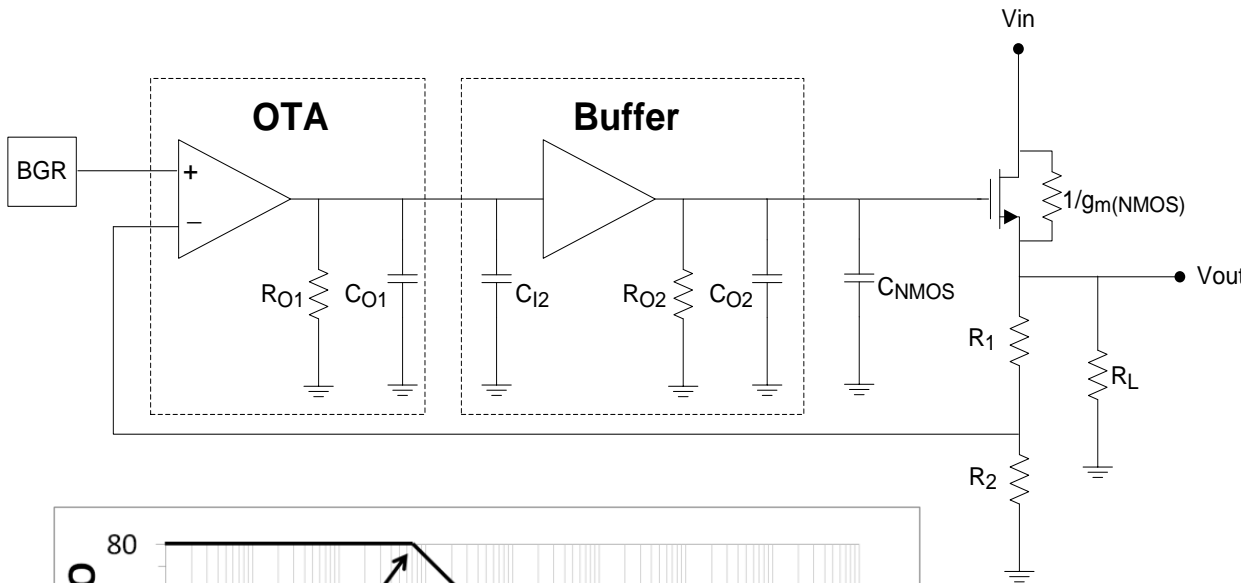 Vin
OTA
Buffer
BGR
+
−
1/gm(NMOS)
RO1
CO1
CI2
RO2
CO2
CNMOS
Vout
R1
RL
R2
80